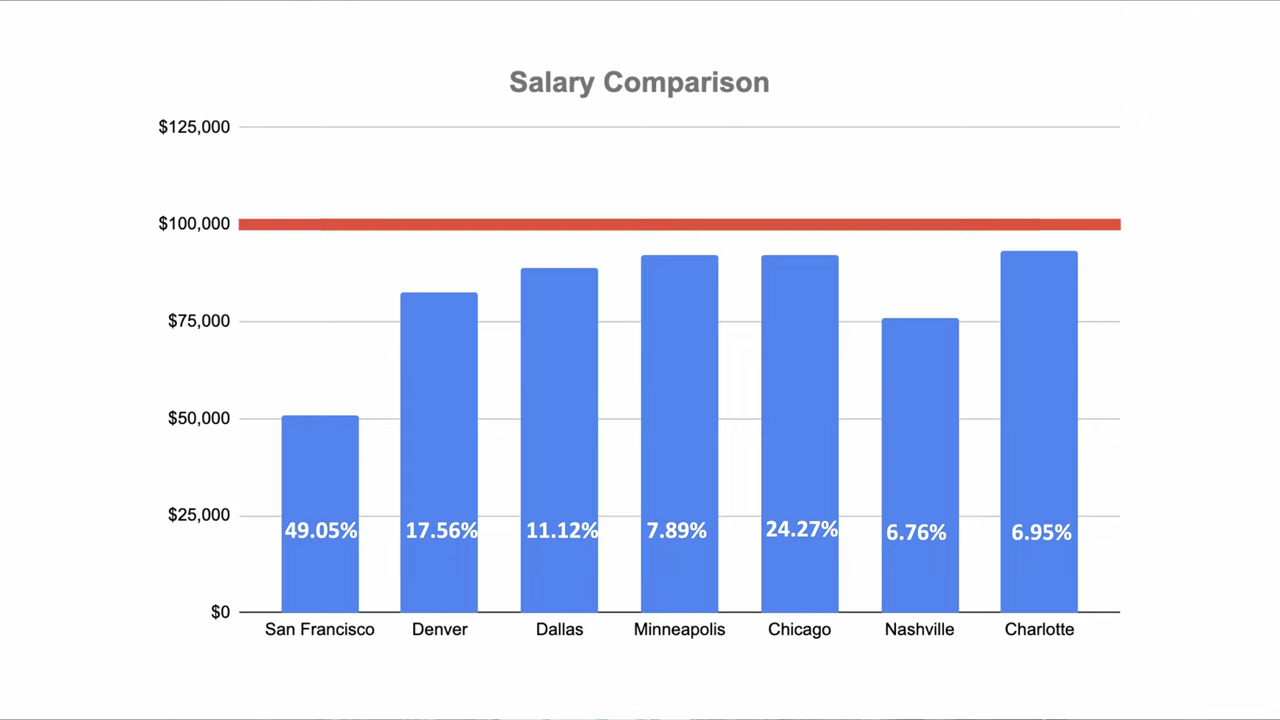 Salary Comparison
$125,000
$100,000
$75,000
$50,000
$25,000
$0
49.05%
17.56%
11.12%
7.89%
24.27%
6.76%
6.95%
San Francisco
Denver
Dallas
Minneapolis
Chicago
Nashville
Charlotte